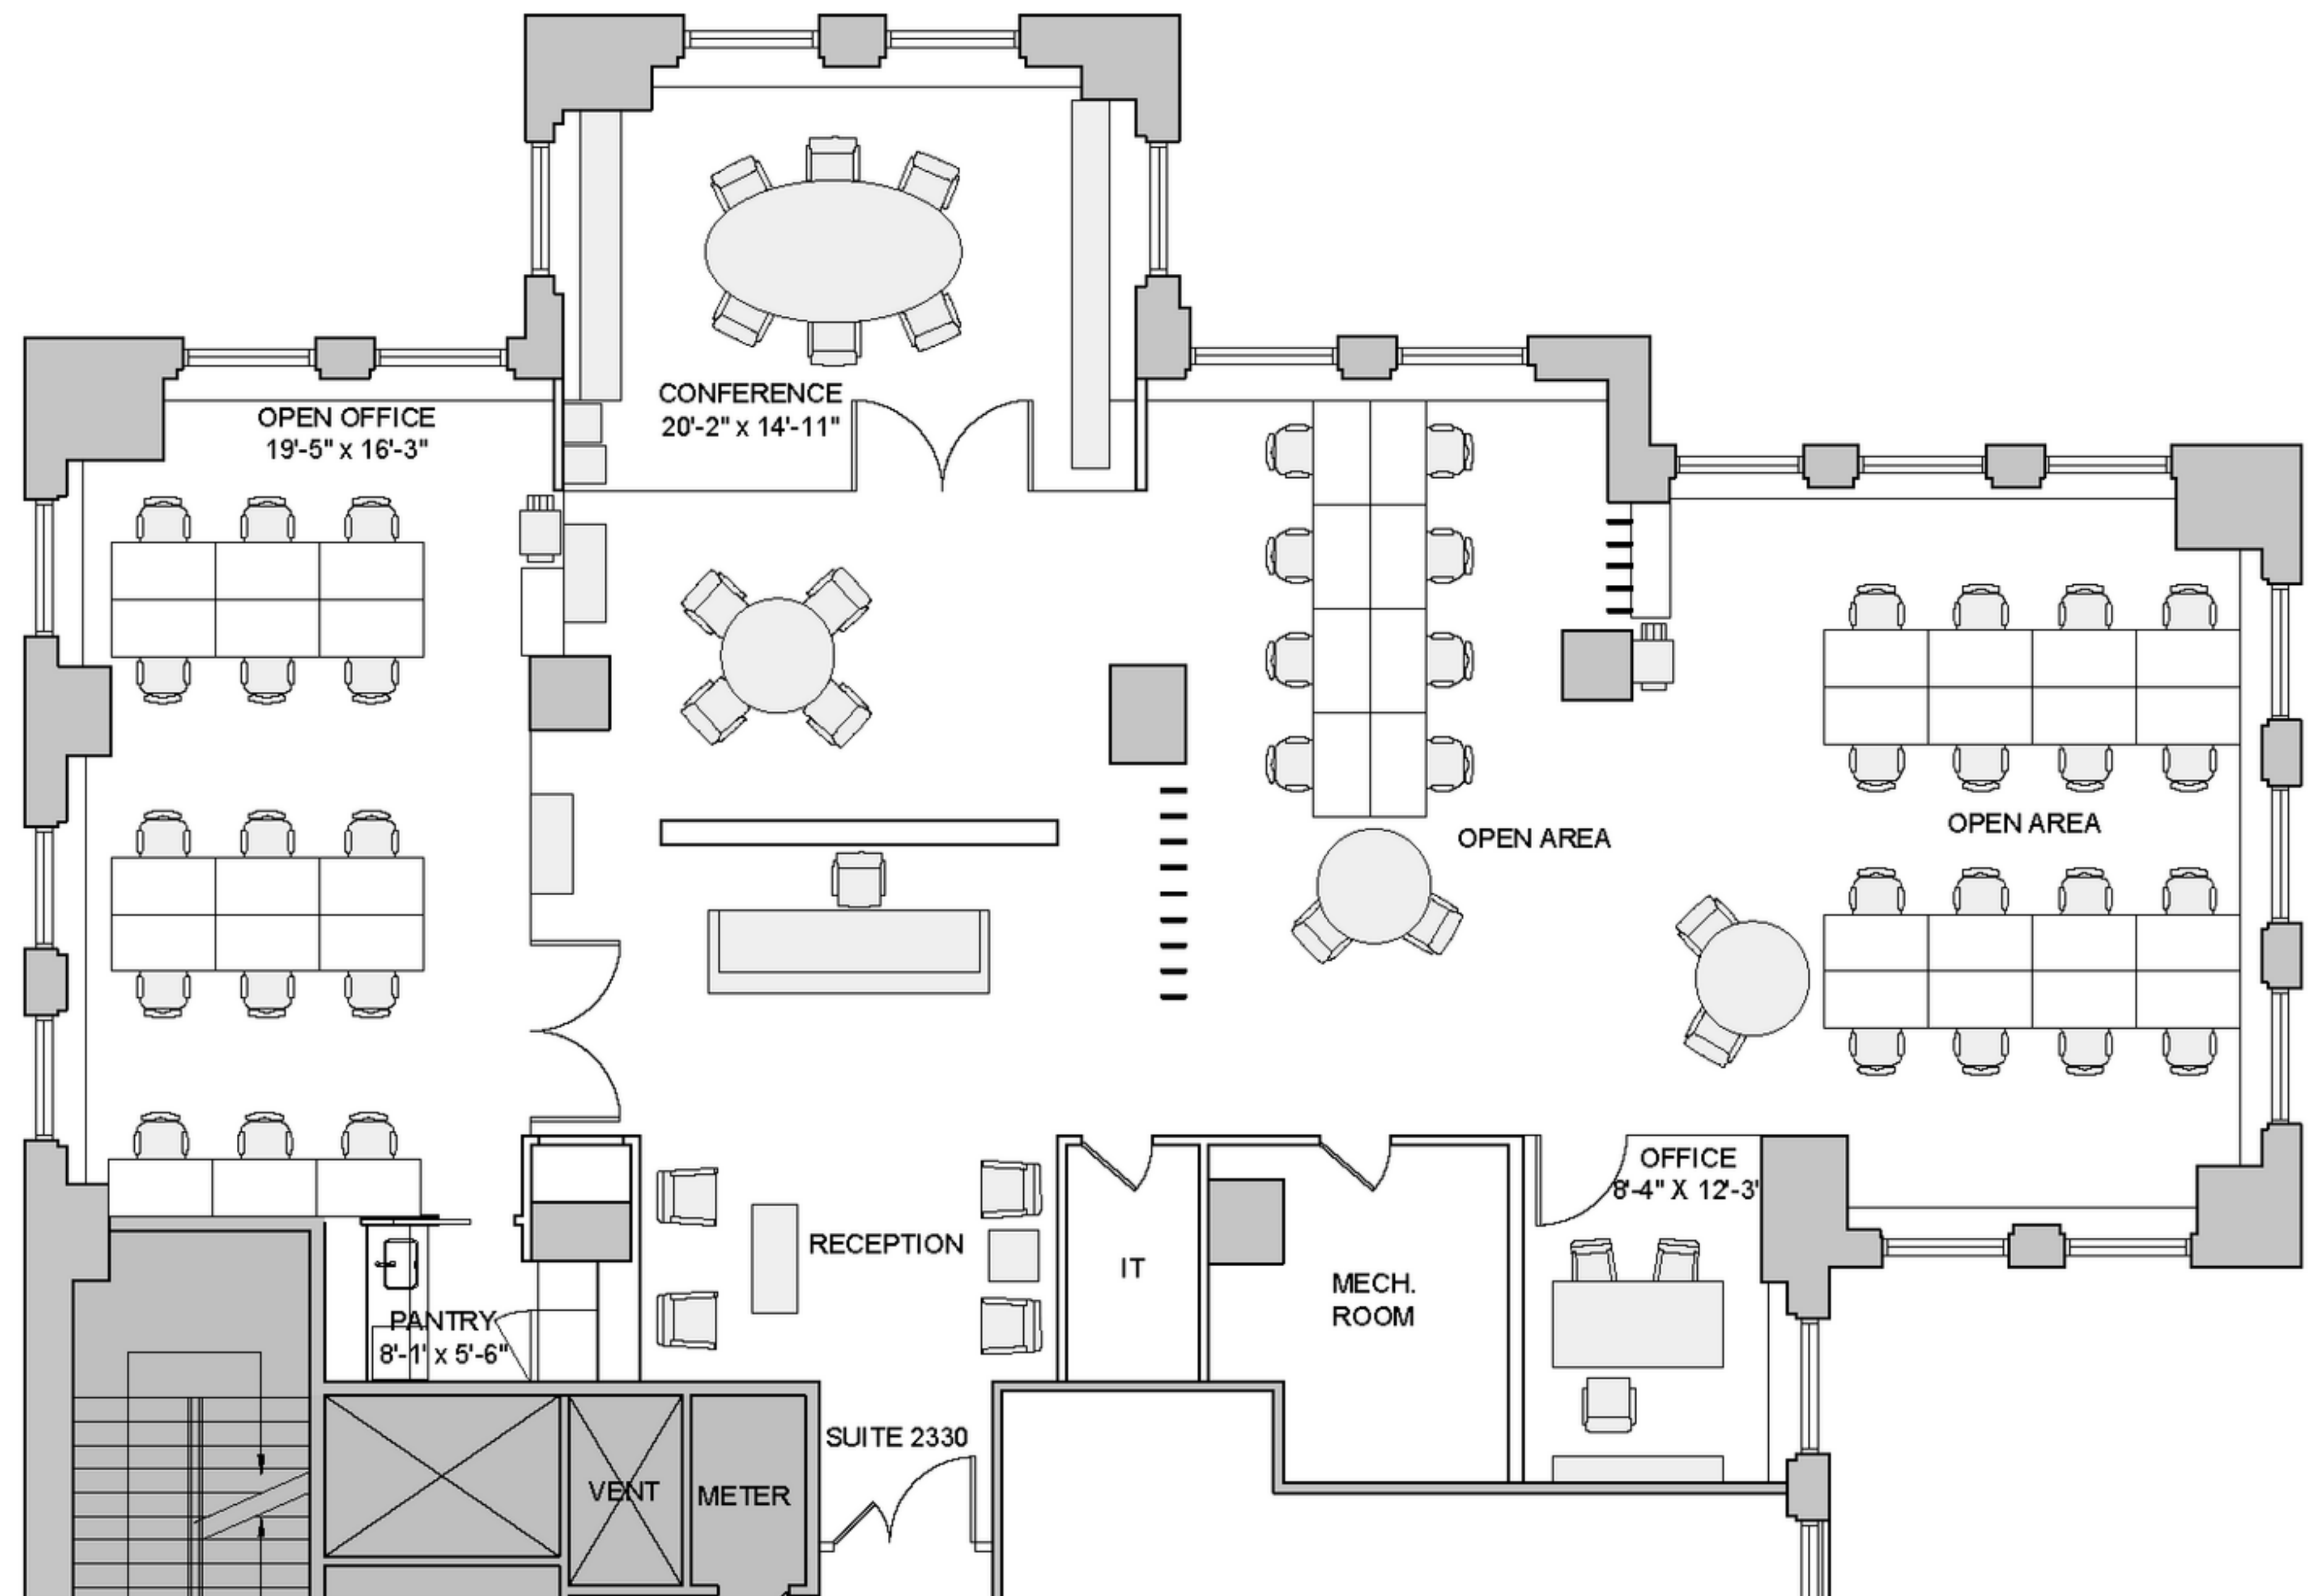 CONFERENCE
20'-2" x 14'-11"
OPEN OFFICE
19'-5" x 16'-3"
OPEN AREA
OPEN AREA
OFFICE
8'-4" X 12'-3'
RECEPTION
IT
MECH.
ROOM
PANTRY
8'-1' x 5'-6"
SUITE 2330
VENT
METER